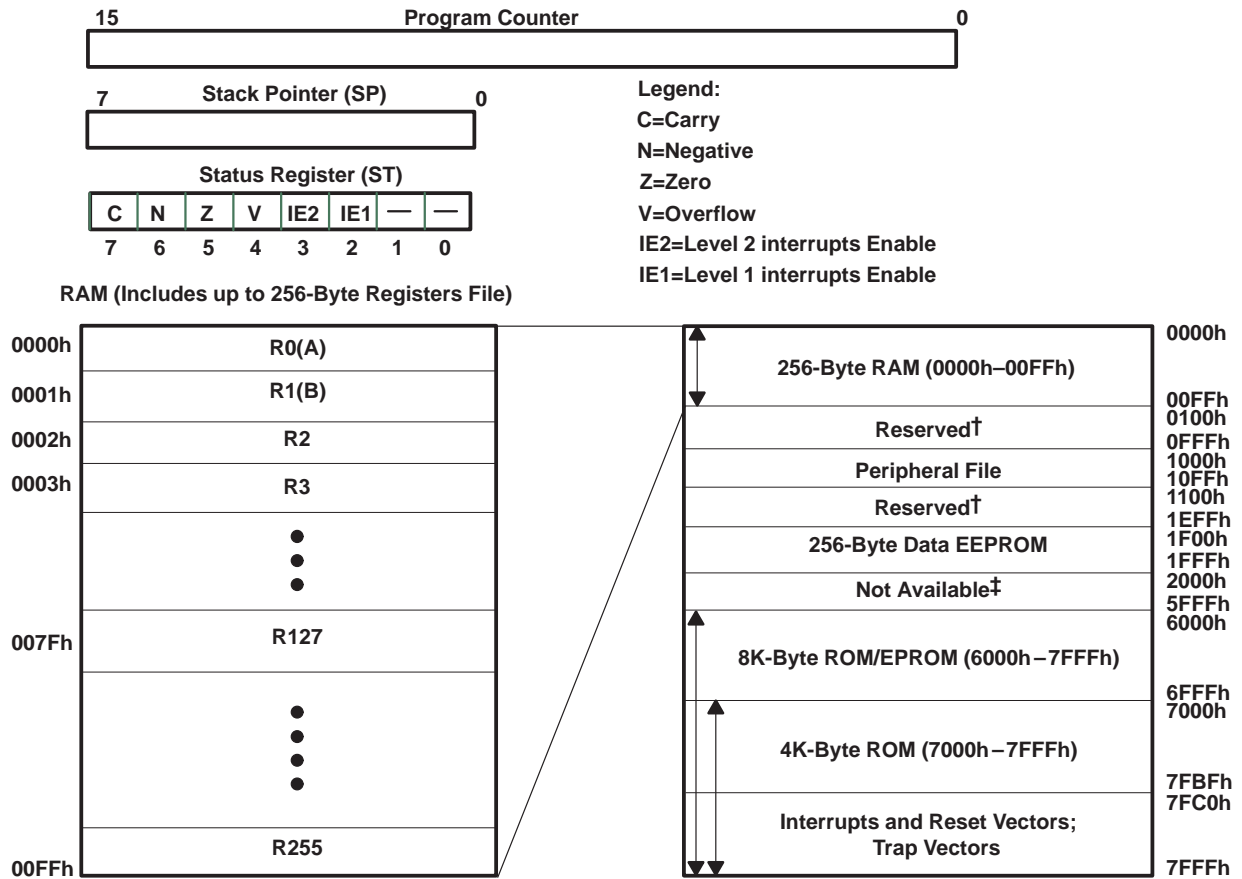 15 Program Counter 0
7 Stack Pointer (SP) 0
Status Register (ST)
C N Z V IE2 IE1 — —
7 6 5 4 3 2 1 0
Legend:
C=Carry
N=Negative
Z=Zero
V=Overflow
IE2=Level 2 interrupts Enable
IE1=Level 1 interrupts Enable
RAM (Includes up to 256-Byte Registers File)
0000h R0(A)
0001h R1(B)
0002h R2
0003h R3
007Fh R127
R255
00FFh
0000h
256-Byte RAM (0000h–00FFh)
00FFh
0100h
Reserved†
0FFFh
1000h
Peripheral File
10FFh
1100h
Reserved†
1EFFh
1F00h
256-Byte Data EEPROM
1FFFh
2000h
Not Available‡
5FFFh
6000h
8K-Byte ROM/EPROM (6000h–7FFFh)
6FFFh
7000h
4K-Byte ROM (7000h–7FFFh)
7FBFh
7FC0h
Interrupts and Reset Vectors;
Trap Vectors
7FFFh